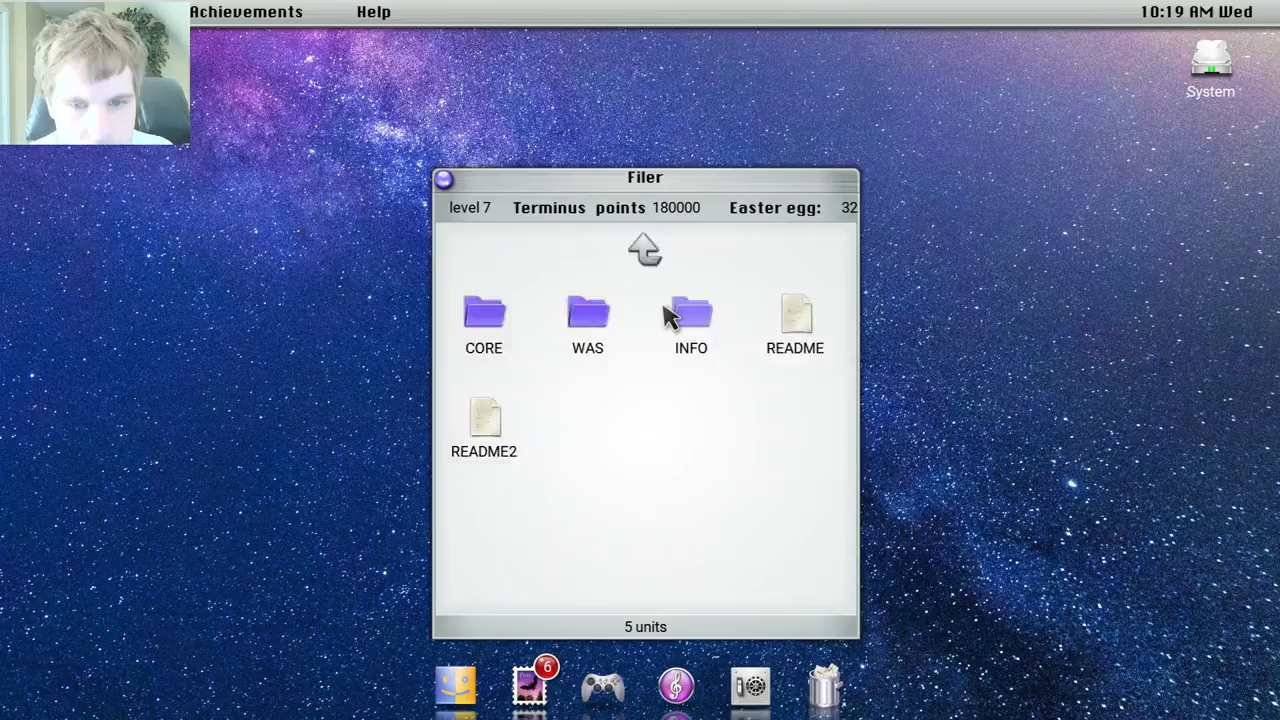 Achievements Help 10:19 AM Wed
System
Filer
level 7 Terminus points 180000 Easter egg: 32
CORE WAS INFO README
README2
5 units
6